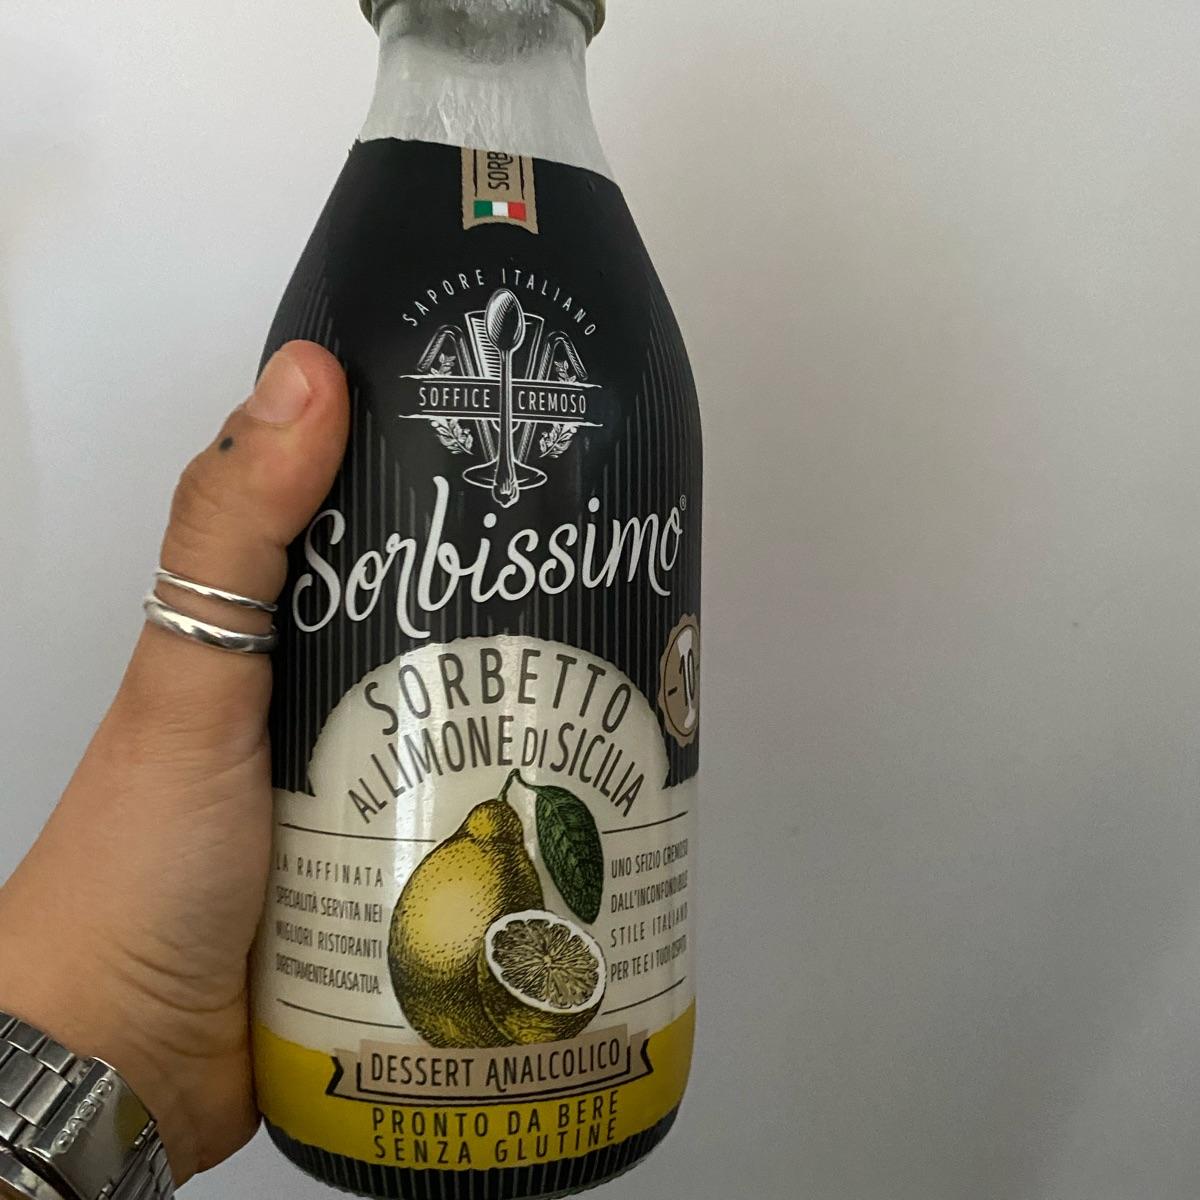 SORB
SAPORE ITALIANO
SOFFICE CREMOSO
Sorbissimo®
-10
SORBETTO
AL LIMONE DI SICILIA
LA RAFFINATA
SPECIALITÀ SERVITA NEI
MIGLIORI RISTORANTI
DIRETTAMENTE A CASA TUA.
UNO SFIZIO CREMOSO
DALL'INCONFONDIBILE
STILE ITALIANO
PER TE E I TUOI OSPITI
DESSERT ANALCOLICO
PRONTO DA BERE
SENZA GLUTINE
CASIO